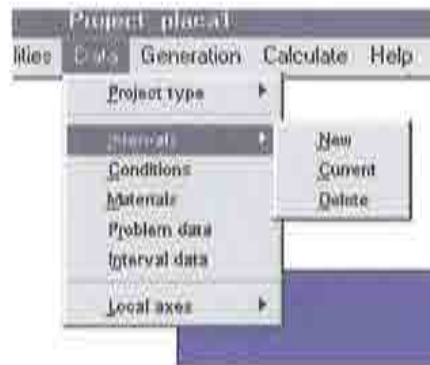 Project placa1
lities Data Generation Calculate Help
Project type
Intervals
New
Conditions
Current
Materials
Delete
Problem data
Interval data
Local axes